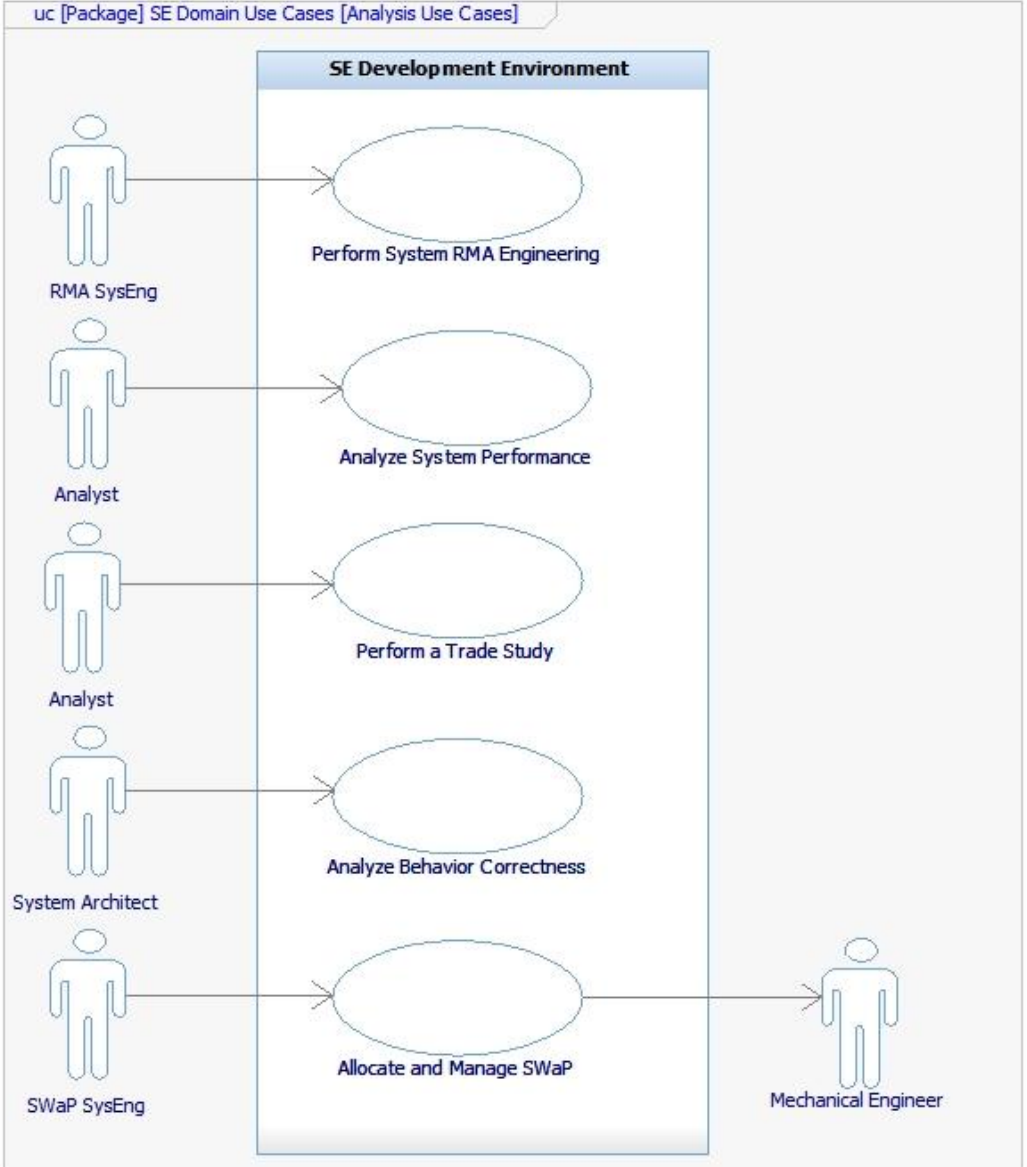 uc [Package] SE Domain Use Cases [Analysis Use Cases]
SE Development Environment
Perform System RMA Engineering
RMA SysEng
Analyze System Performance
Analyst
Perform a Trade Study
Analyst
Analyze Behavior Correctness
System Architect
Allocate and Manage SWaP
SWaP SysEng
Mechanical Engineer